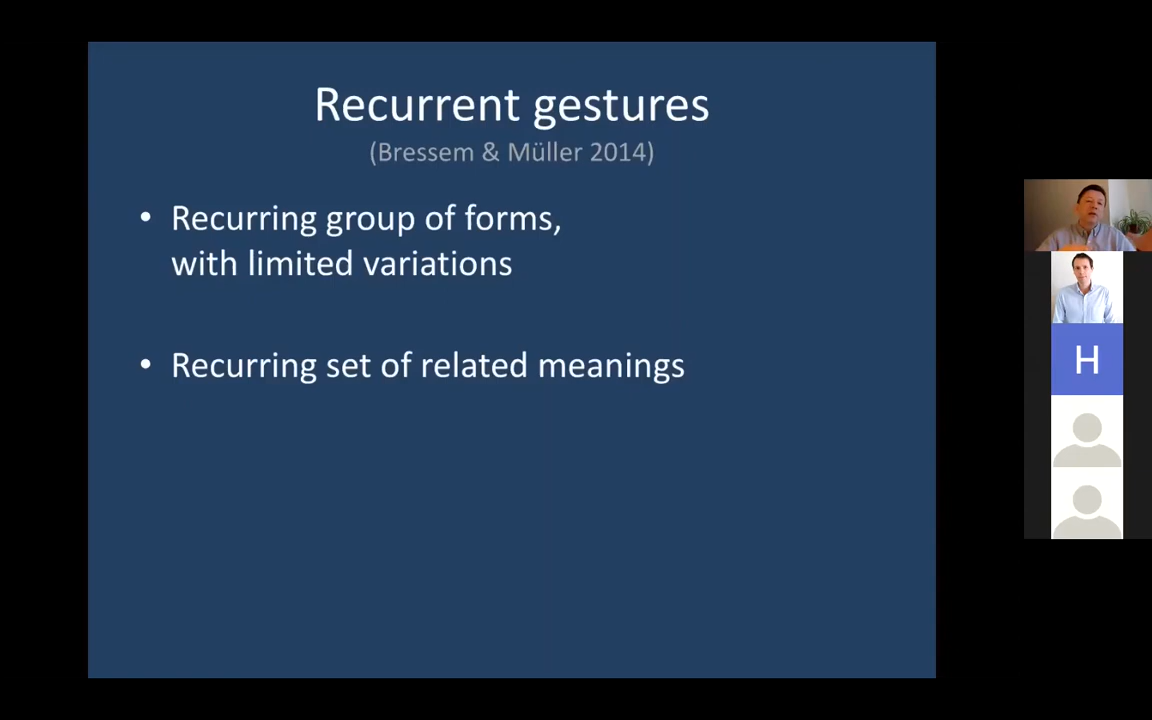 Recurrent gestures
(Bressem & Müller 2014)
• Recurring group of forms,
with limited variations
• Recurring set of related meanings
H